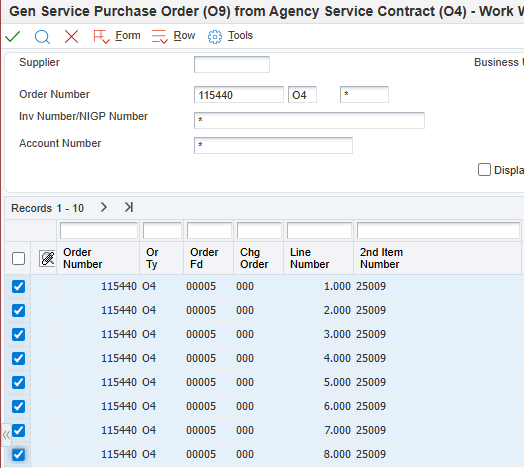 Gen Service Purchase Order (O9) from Agency Service Contract (O4) - Work W
Form Row Tools
Supplier Business
Order Number 115440 O4 *
Inv Number/NIGP Number *
Account Number *
Displa
Records 1 - 10
Order Number Or Ty Order Fd Chg Order Line Number 2nd Item Number
115440 O4 00005 000 1.000 25009
115440 O4 00005 000 2.000 25009
115440 O4 00005 000 3.000 25009
115440 O4 00005 000 4.000 25009
115440 O4 00005 000 5.000 25009
115440 O4 00005 000 6.000 25009
115440 O4 00005 000 7.000 25009
115440 O4 00005 000 8.000 25009